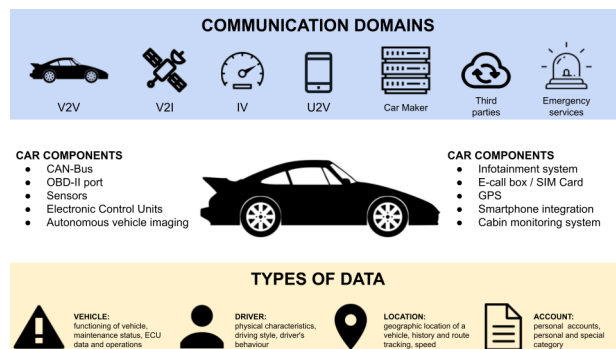 COMMUNICATION DOMAINS
V2V
V2I
IV
U2V
Car Maker
Third
parties
Emergency
services
CAR COMPONENTS
● CAN-Bus
● OBD-II port
● Sensors
● Electronic Control Units
● Autonomous vehicle imaging
CAR COMPONENTS
● Infotainment system
● E-call box / SIM Card
● GPS
● Smartphone integration
● Cabin monitoring system
TYPES OF DATA
VEHICLE:
functioning of vehicle,
maintenance status, ECU
data and operations
DRIVER:
physical characteristics,
driving style, driver's
behaviour
LOCATION:
geographic location of a
vehicle, history and route
tracking, speed
ACCOUNT:
personal accounts,
personal and special
category